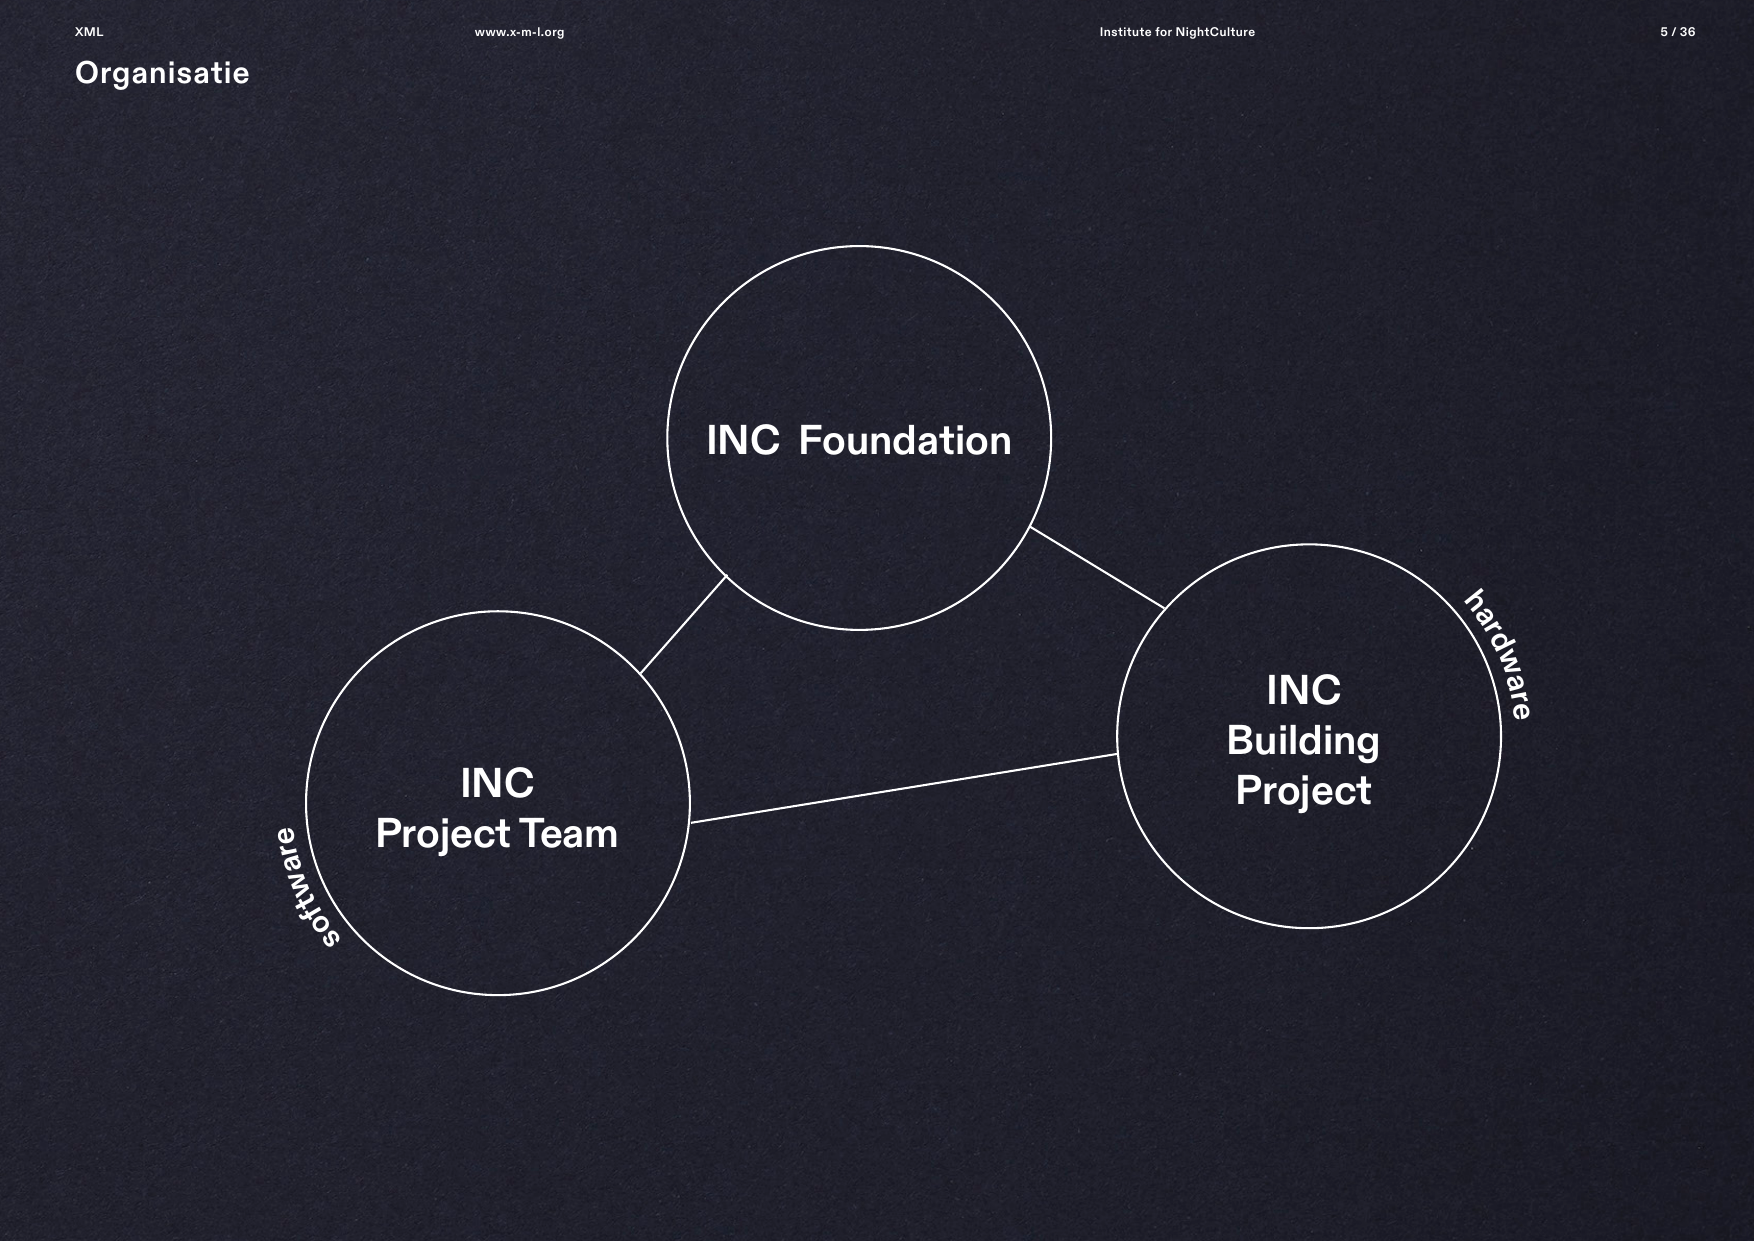 XML
www.x-m-l.org
Institute for NightCulture
5 / 36
Organisatie
INC Foundation
hardware
INC
Building
Project
INC
Project Team
software